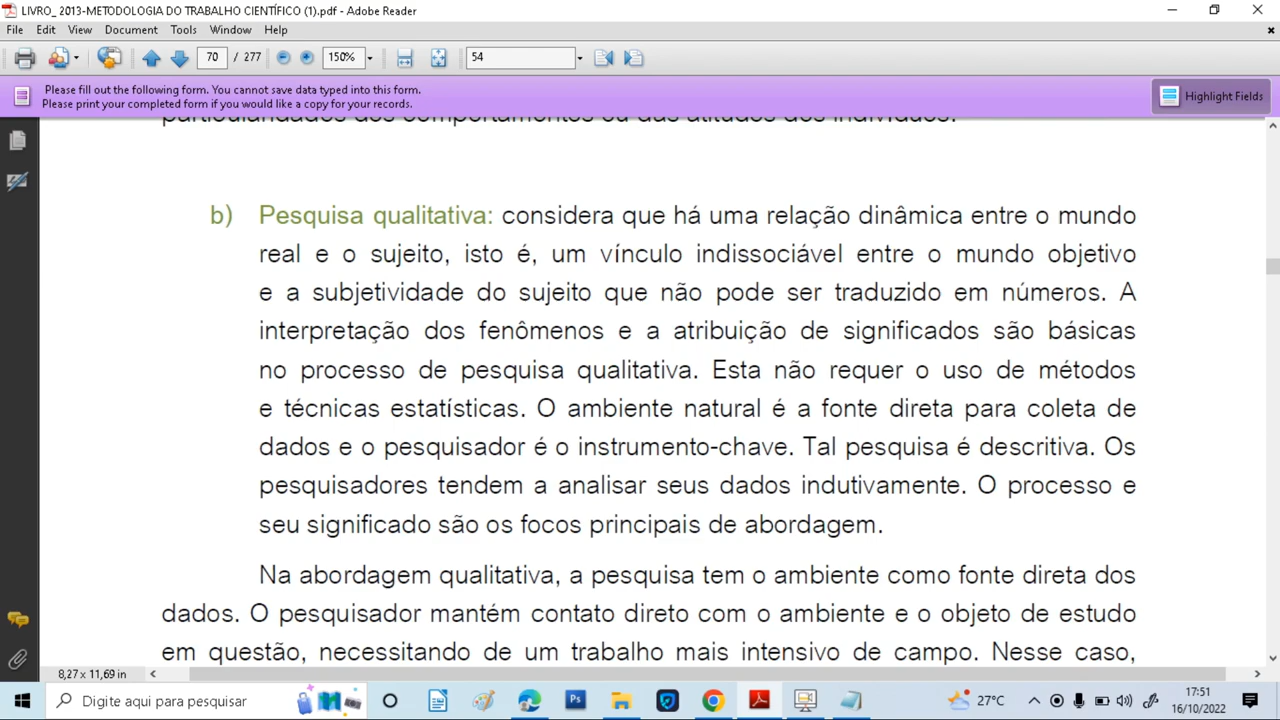 LIVRO_ 2013-METODOLOGIA DO TRABALHO CIENTÍFICO (1).pdf - Adobe Reader
File Edit View Document Tools Window Help
70 / 277 150% 54
Please fill out the following form. You cannot save data typed into this form.
Please print your completed form if you would like a copy for your records.
Highlight Fields
particularidades dos comportamentos ou das atitudes dos indivíduos.
b) Pesquisa qualitativa: considera que há uma relação dinâmica entre o mundo
real e o sujeito, isto é, um vínculo indissociável entre o mundo objetivo
e a subjetividade do sujeito que não pode ser traduzido em números. A
interpretação dos fenômenos e a atribuição de significados são básicas
no processo de pesquisa qualitativa. Esta não requer o uso de métodos
e técnicas estatísticas. O ambiente natural é a fonte direta para coleta de
dados e o pesquisador é o instrumento-chave. Tal pesquisa é descritiva. Os
pesquisadores tendem a analisar seus dados indutivamente. O processo e
seu significado são os focos principais de abordagem.
Na abordagem qualitativa, a pesquisa tem o ambiente como fonte direta dos
dados. O pesquisador mantém contato direto com o ambiente e o objeto de estudo
em questão, necessitando de um trabalho mais intensivo de campo. Nesse caso,
8,27 x 11,69 in
Digite aqui para pesquisar
Ps
27°C
17:51
16/10/2022